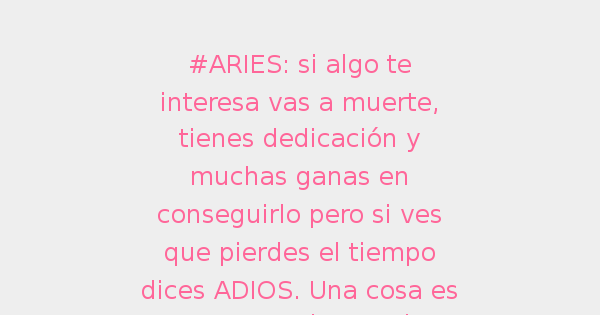 #ARIES: si algo te
interesa vas a muerte,
tienes dedicación y
muchas ganas en
conseguirlo pero si ves
que pierdes el tiempo
dices ADIOS. Una cosa es